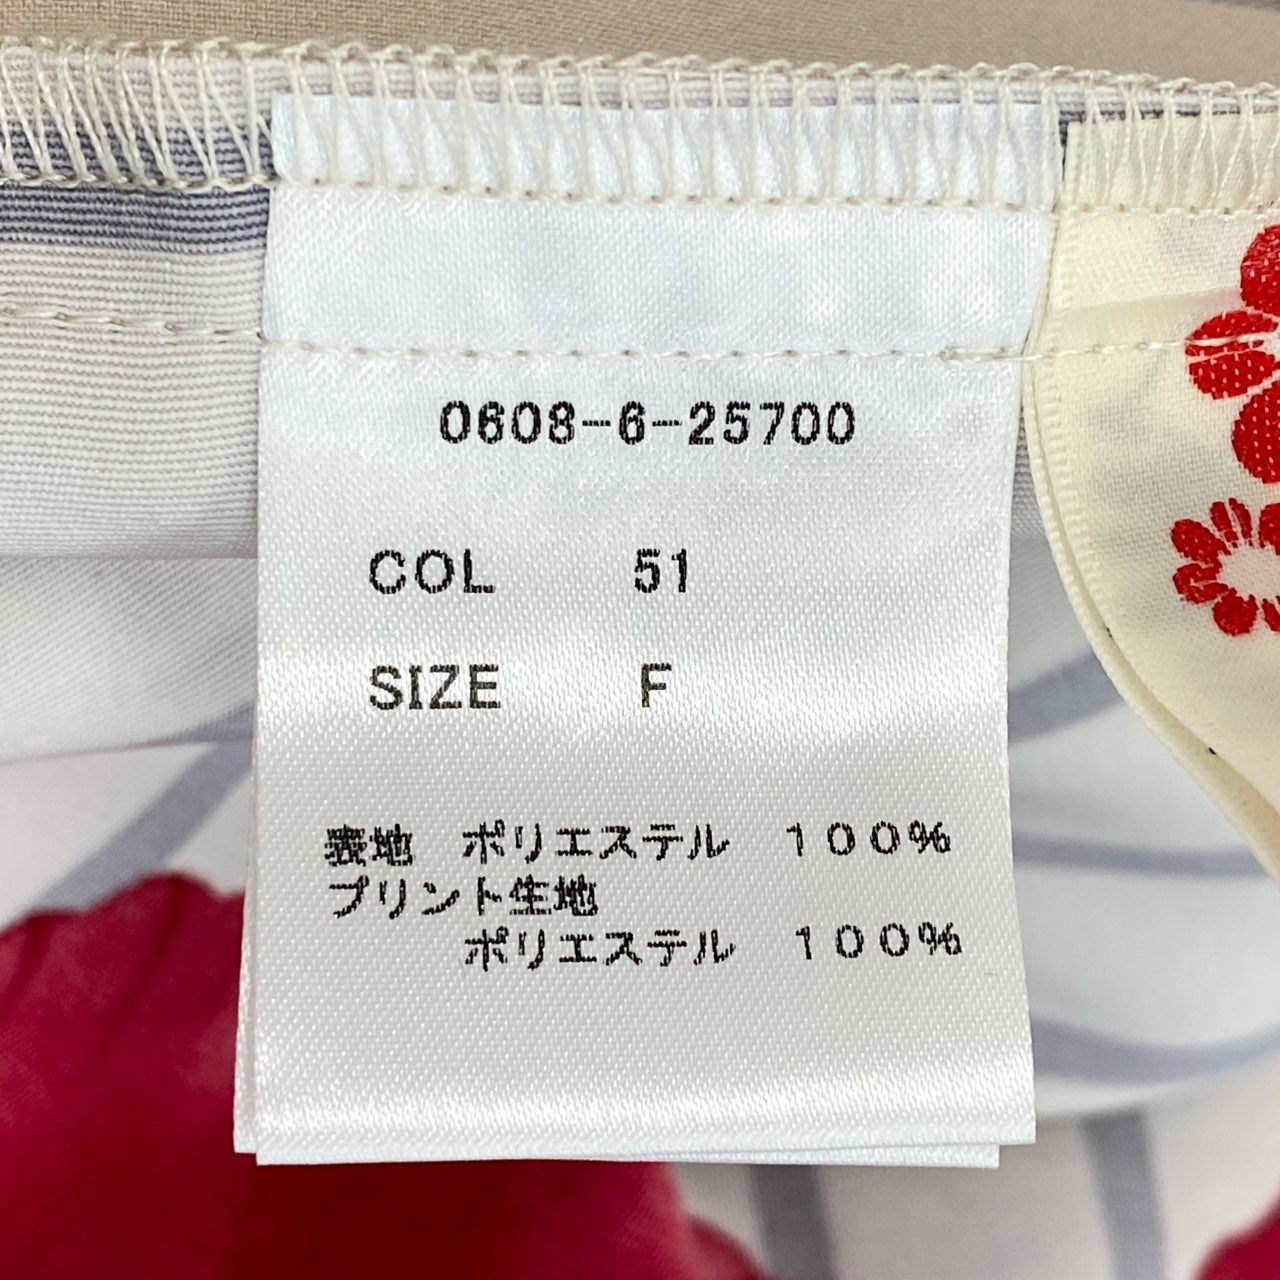 0608-6-25700
COL 51
SIZE F
表地 ポリエステル 100%
プリント生地
ポリエステル 100%